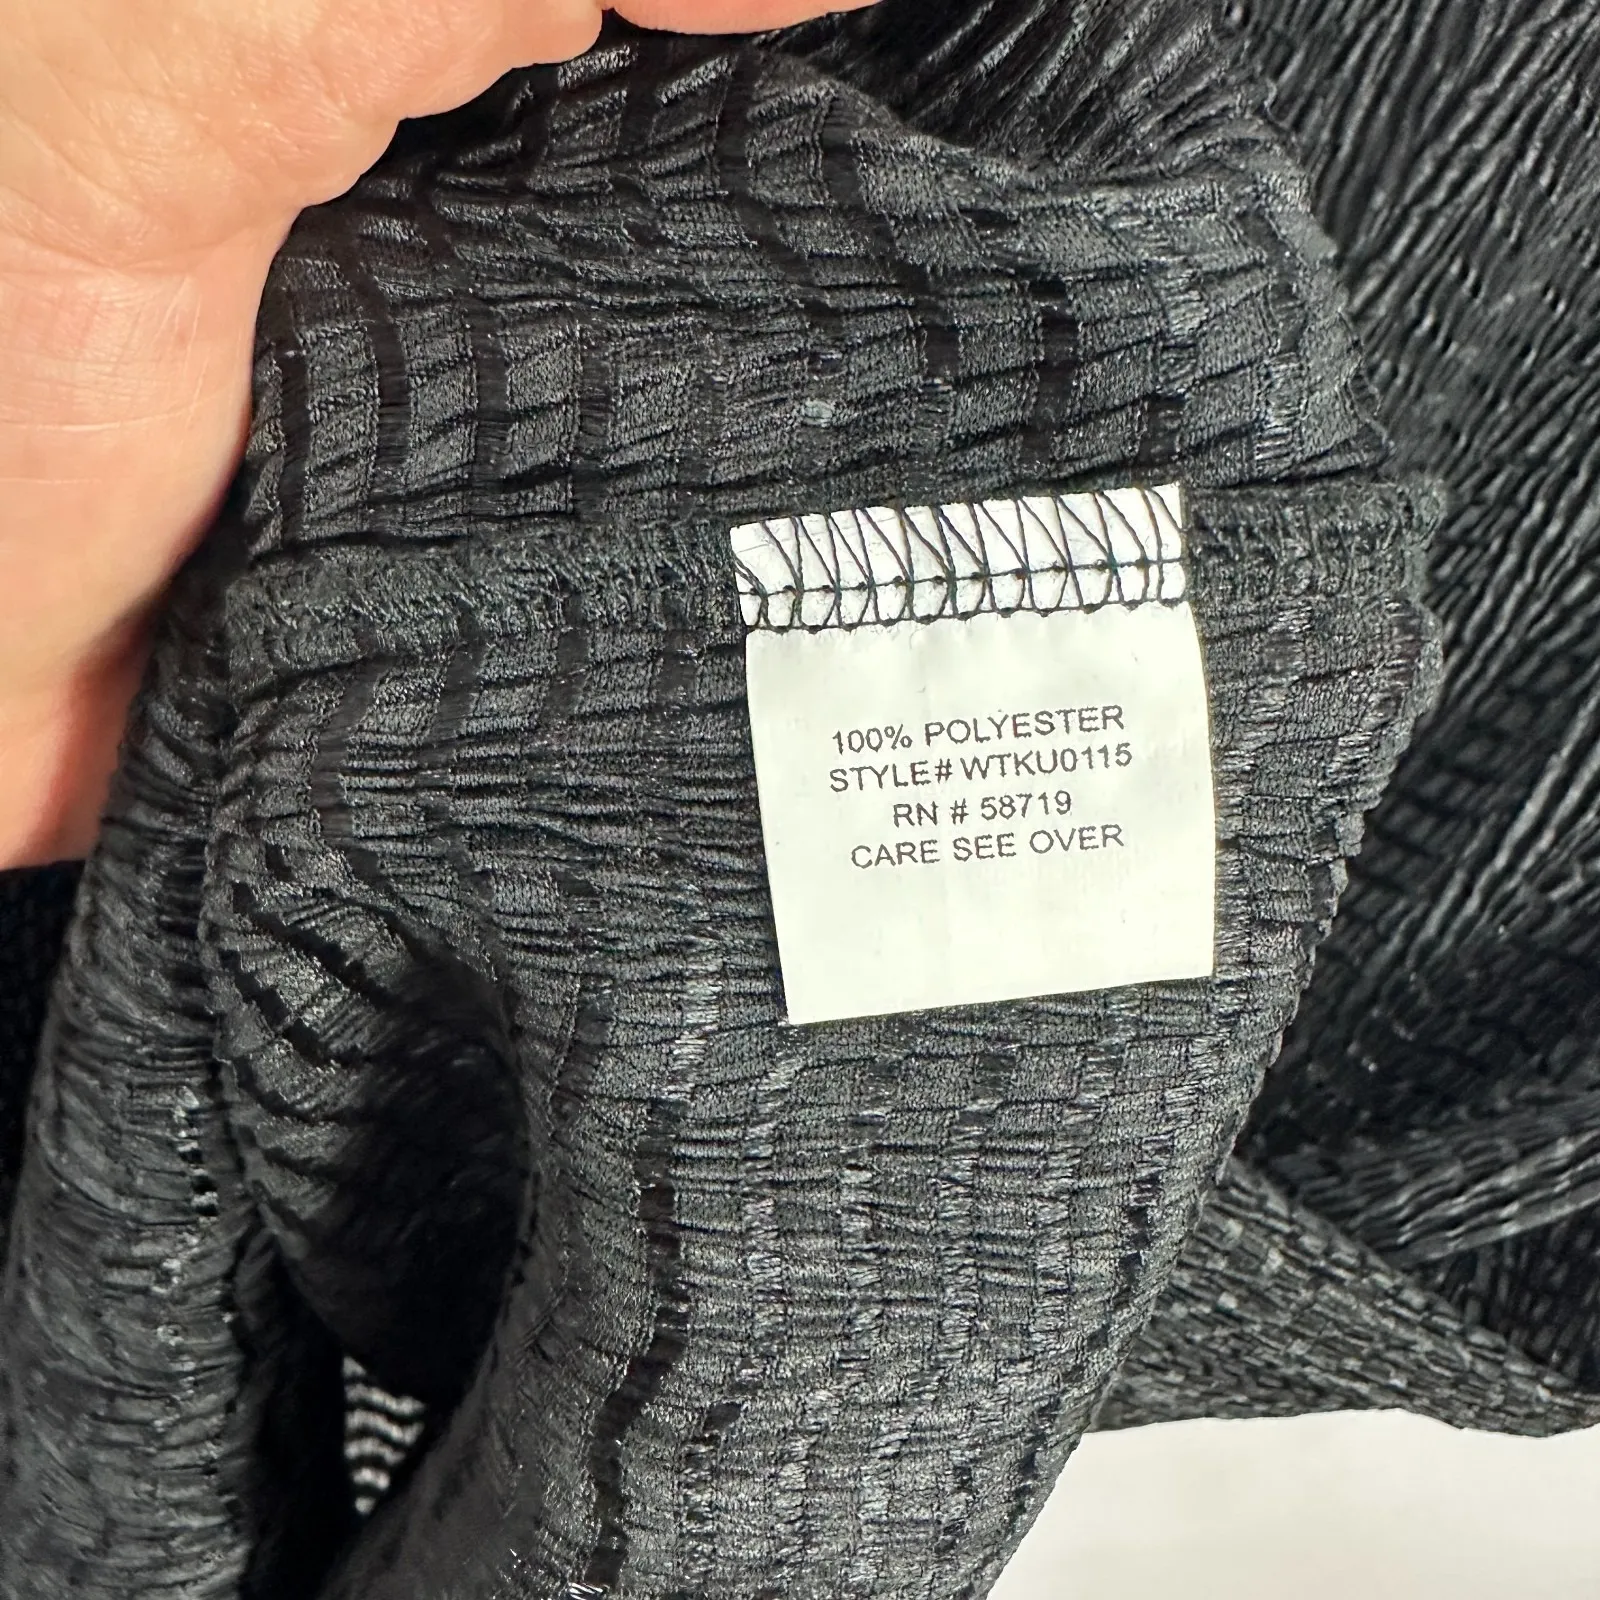 100% POLYESTER
STYLE# WTKU0115
RN # 58719
CARE SEE OVER